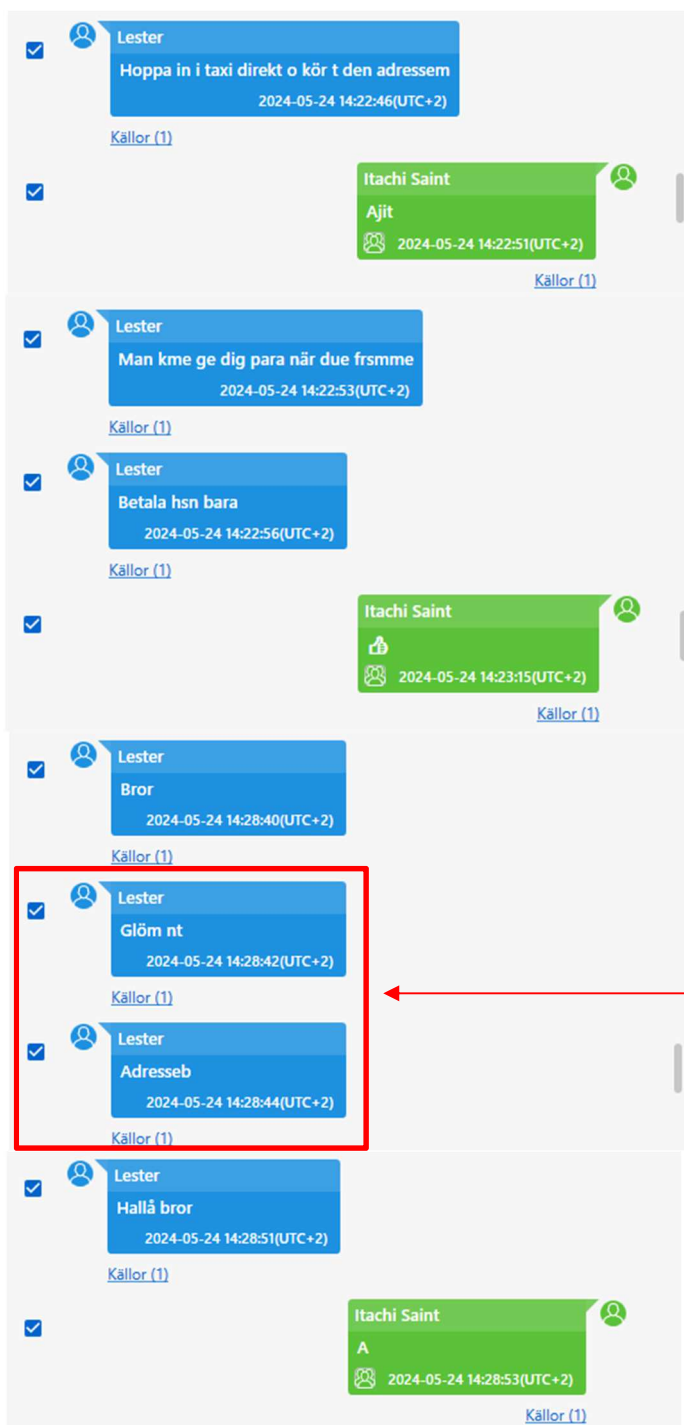 Lester
Hoppa in i taxi direkt o kör t den adressem
2024-05-24 14:22:46(UTC+2)
Källor (1)
Itachi Saint
Ajit
2024-05-24 14:22:51(UTC+2)
Källor (1)
Lester
Man kme ge dig para när due frsmme
2024-05-24 14:22:53(UTC+2)
Källor (1)
Lester
Betala hsn bara
2024-05-24 14:22:56(UTC+2)
Källor (1)
Itachi Saint
👍
2024-05-24 14:23:15(UTC+2)
Källor (1)
Lester
Bror
2024-05-24 14:28:40(UTC+2)
Källor (1)
Lester
Glöm nt
2024-05-24 14:28:42(UTC+2)
Källor (1)
Lester
Adresseb
2024-05-24 14:28:44(UTC+2)
Källor (1)
Lester
Hallå bror
2024-05-24 14:28:51(UTC+2)
Källor (1)
Itachi Saint
A
2024-05-24 14:28:53(UTC+2)
Källor (1)